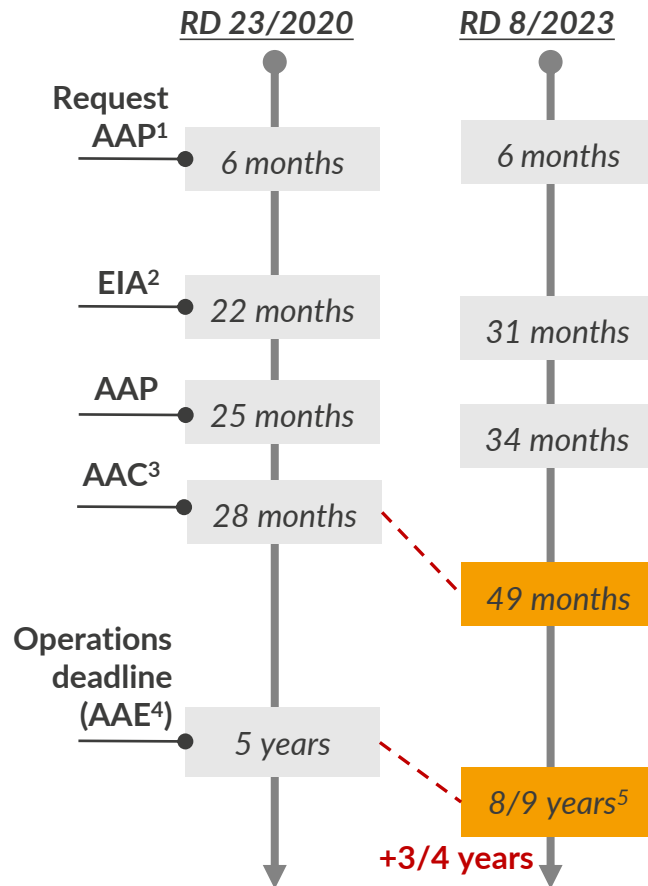 RD 23/2020
RD 8/2023
Request
AAP¹
6 months
6 months
EIA²
22 months
31 months
AAP
25 months
34 months
AAC³
28 months
49 months
Operations
deadline
(AAE⁴)
5 years
8/9 years⁵
+3/4 years